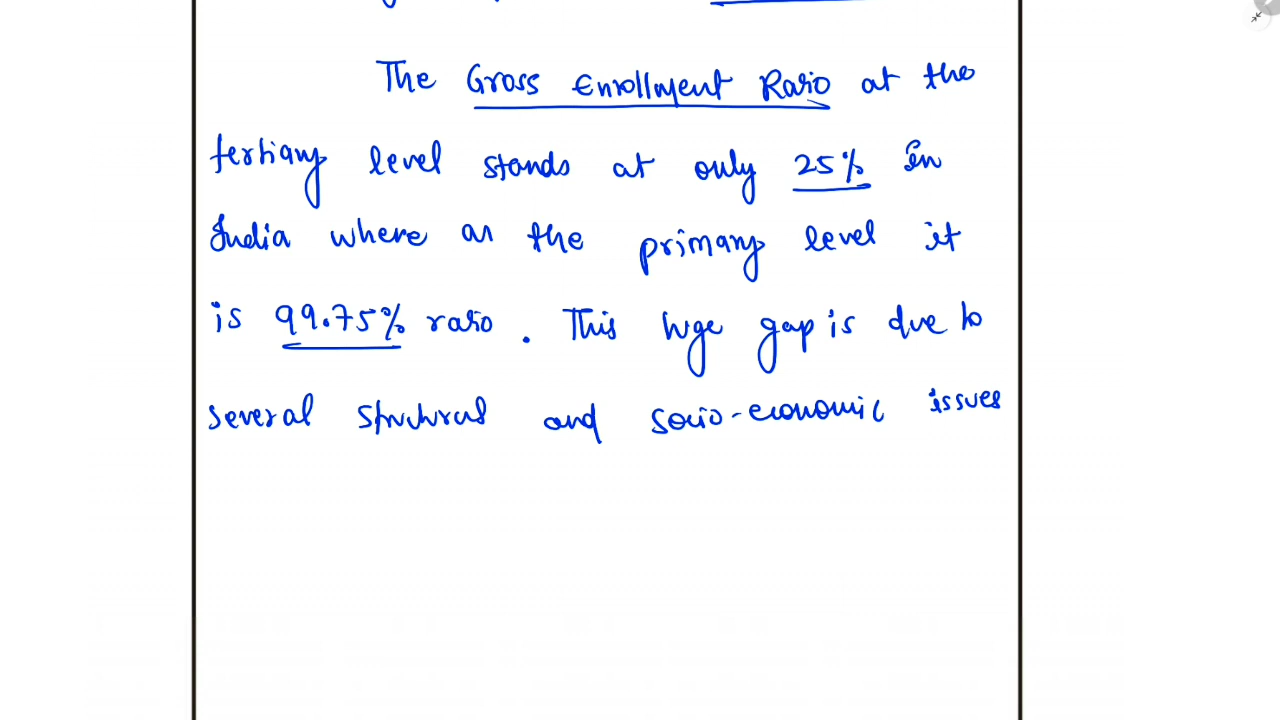 The Gross Enrollment Ratio at the
tertiary level stands at only 25% in
India where as the primary level it
is 99.75% ratio. This huge gap is due to
several structural and socio-economic issues